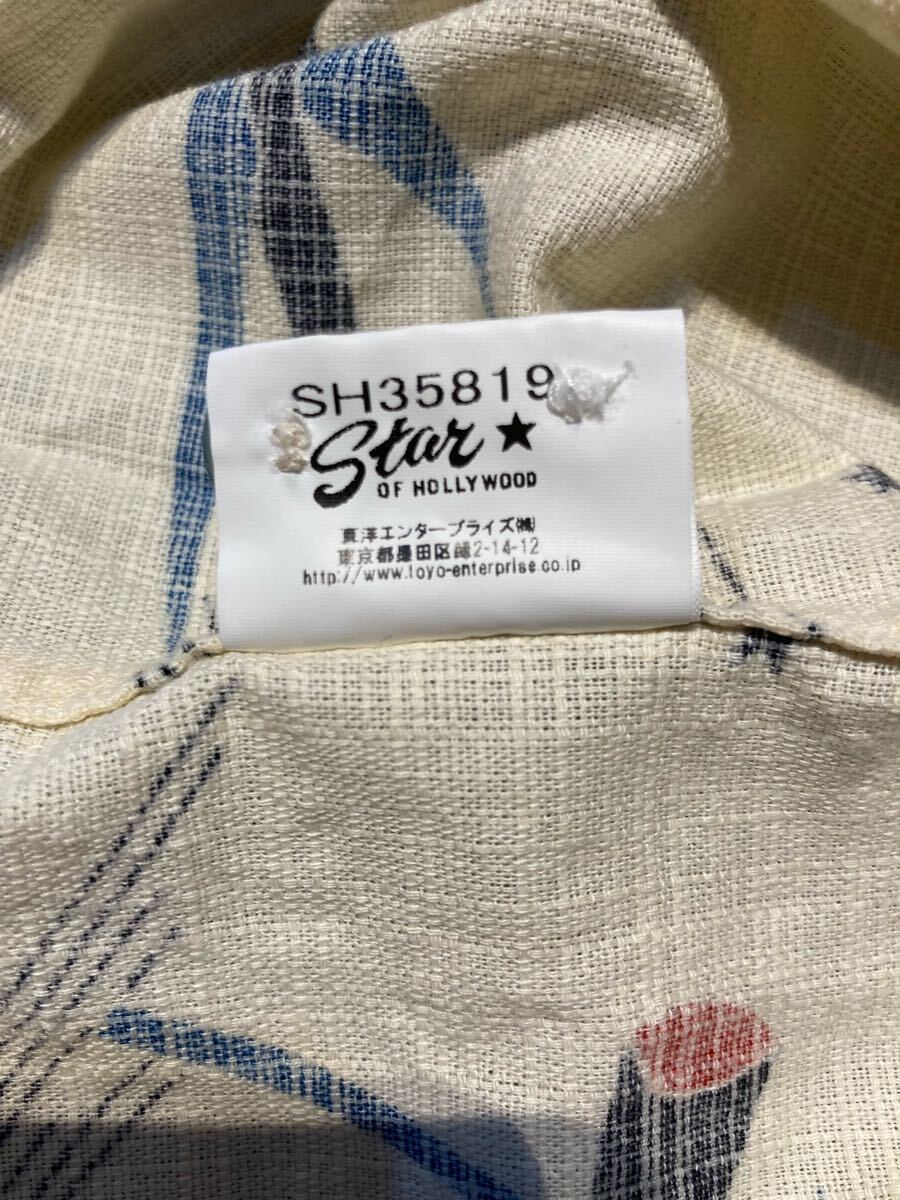 SH35819
Star ★
OF HOLLYWOOD
東洋エンタープライズ㈱
東京都墨田区緑2-14-12
http://www.toyo-enterprise.co.jp